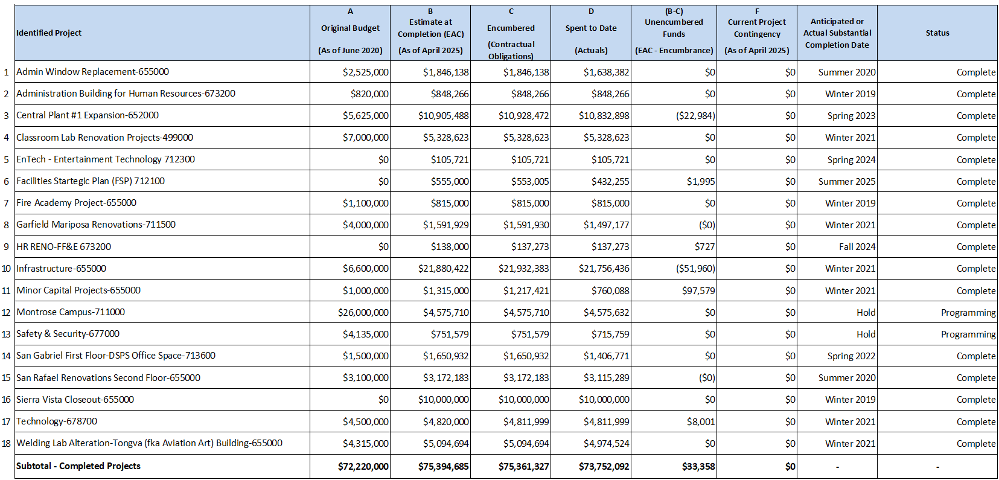 Identified Project A Original Budget (As of June 2020) B Estimate at Completion (EAC) (As of April 2025) C Encumbered (Contractual Obligations) D Spent to Date (Actuals) (B-C) Unencumbered Funds (EAC - Encumbrance) F Current Project Contingency (As of April 2025) Anticipated or Actual Substantial Completion Date Status
1 Admin Window Replacement-655000 $2,525,000 $1,846,138 $1,846,138 $1,638,382 $0 $0 Summer 2020 Complete
2 Administration Building for Human Resources-673200 $820,000 $848,266 $848,266 $848,266 $0 $0 Winter 2019 Complete
3 Central Plant #1 Expansion-652000 $5,625,000 $10,905,488 $10,928,472 $10,832,898 ($22,984) $0 Spring 2023 Complete
4 Classroom Lab Renovation Projects-499000 $7,000,000 $5,328,623 $5,328,623 $5,328,623 $0 $0 Winter 2021 Complete
5 EnTech - Entertainment Technology 712300 $0 $105,721 $105,721 $105,721 $0 $0 Spring 2024 Complete
6 Facilities Startegic Plan (FSP) 712100 $0 $555,000 $553,005 $432,255 $1,995 $0 Summer 2025 Complete
7 Fire Academy Project-655000 $1,100,000 $815,000 $815,000 $815,000 $0 $0 Winter 2019 Complete
8 Garfield Mariposa Renovations-711500 $4,000,000 $1,591,929 $1,591,930 $1,497,177 ($0) $0 Winter 2021 Complete
9 HR RENO-FF&E 673200 $0 $138,000 $137,273 $137,273 $727 $0 Fall 2024 Complete
10 Infrastructure-655000 $6,600,000 $21,880,422 $21,932,383 $21,756,436 ($51,960) $0 Winter 2021 Complete
11 Minor Capital Projects-655000 $1,000,000 $1,315,000 $1,217,421 $760,088 $97,579 $0 Winter 2021 Complete
12 Montrose Campus-711000 $26,000,000 $4,575,710 $4,575,710 $4,575,632 $0 $0 Hold Programming
13 Safety & Security-677000 $4,135,000 $751,579 $751,579 $715,759 $0 $0 Hold Programming
14 San Gabriel First Floor-DSPS Office Space-713600 $1,500,000 $1,650,932 $1,650,932 $1,406,771 $0 $0 Spring 2022 Complete
15 San Rafael Renovations Second Floor-655000 $3,100,000 $3,172,183 $3,172,183 $3,115,289 ($0) $0 Summer 2020 Complete
16 Sierra Vista Closeout-655000 $0 $10,000,000 $10,000,000 $10,000,000 $0 $0 Winter 2019 Complete
17 Technology-678700 $4,500,000 $4,820,000 $4,811,999 $4,811,999 $8,001 $0 Winter 2021 Complete
18 Welding Lab Alteration-Tongva (fka Aviation Art) Building-655000 $4,315,000 $5,094,694 $5,094,694 $4,974,524 $0 $0 Winter 2021 Complete
Subtotal - Completed Projects $72,220,000 $75,394,685 $75,361,327 $73,752,092 $33,358 $0 - -